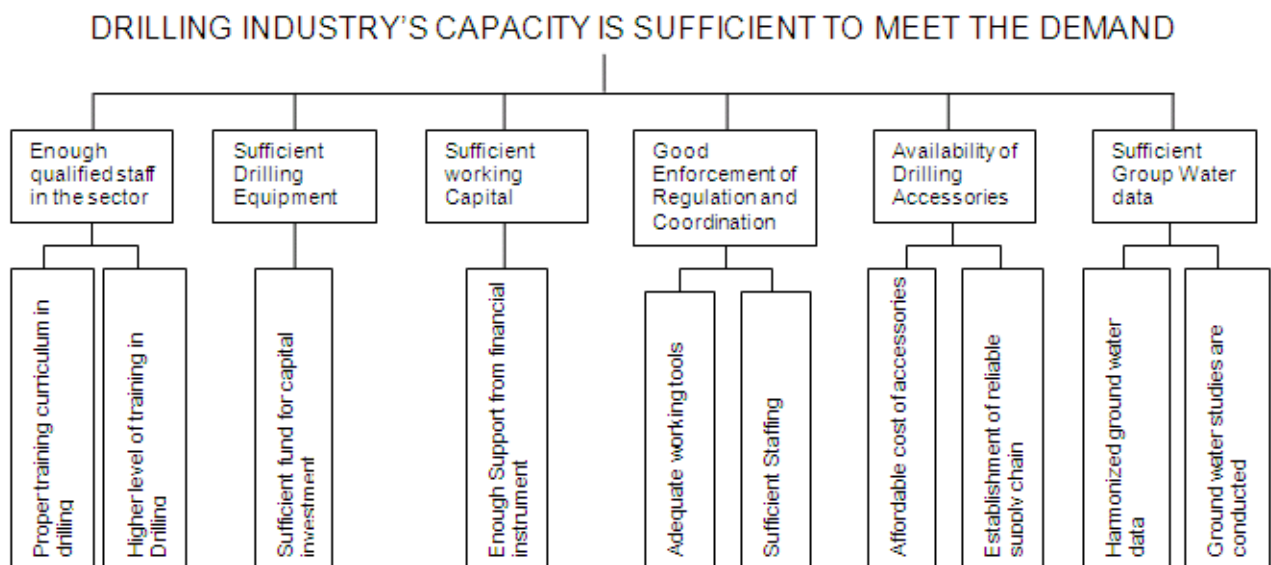 DRILLING INDUSTRY'S CAPACITY IS SUFFICIENT TO MEET THE DEMAND
Enough
qualified staff
in the sector
Sufficient
Drilling
Equipment
Sufficient
working
Capital
Good
Enforcement of
Regulation and
Coordination
Availability of
Drilling
Accessories
Sufficient
Group Water
data
Proper training curriculum in
drilling
Higher level of training in
Drilling
Sufficient fund for capital
investment
Enough Support from financial
instrument
Adequate working tools
Sufficient Staffing
Affordable cost of accessories
Establishment of reliable
supply chain
Harmonized ground water
data
Ground water studies are
conducted